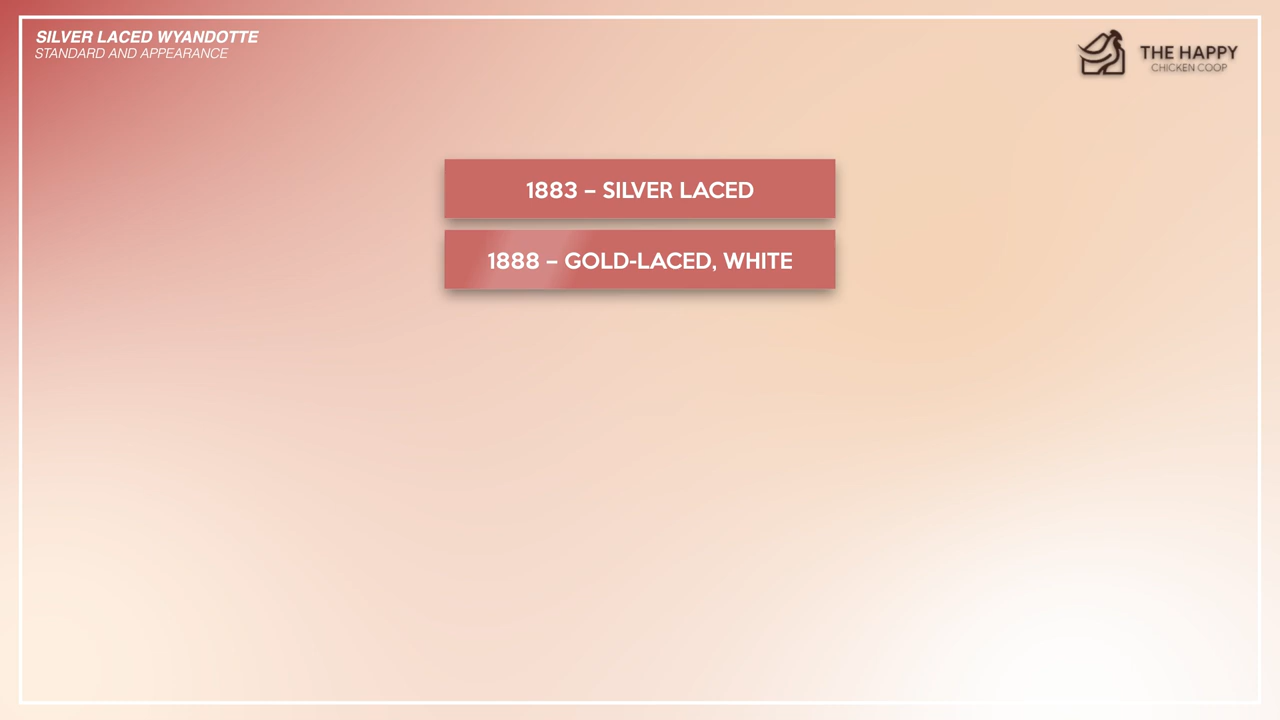 SILVER LACED WYANDOTTE
STANDARD AND APPEARANCE
THE HAPPY
CHICKEN COOP
1883 – SILVER LACED
1888 – GOLD-LACED, WHITE